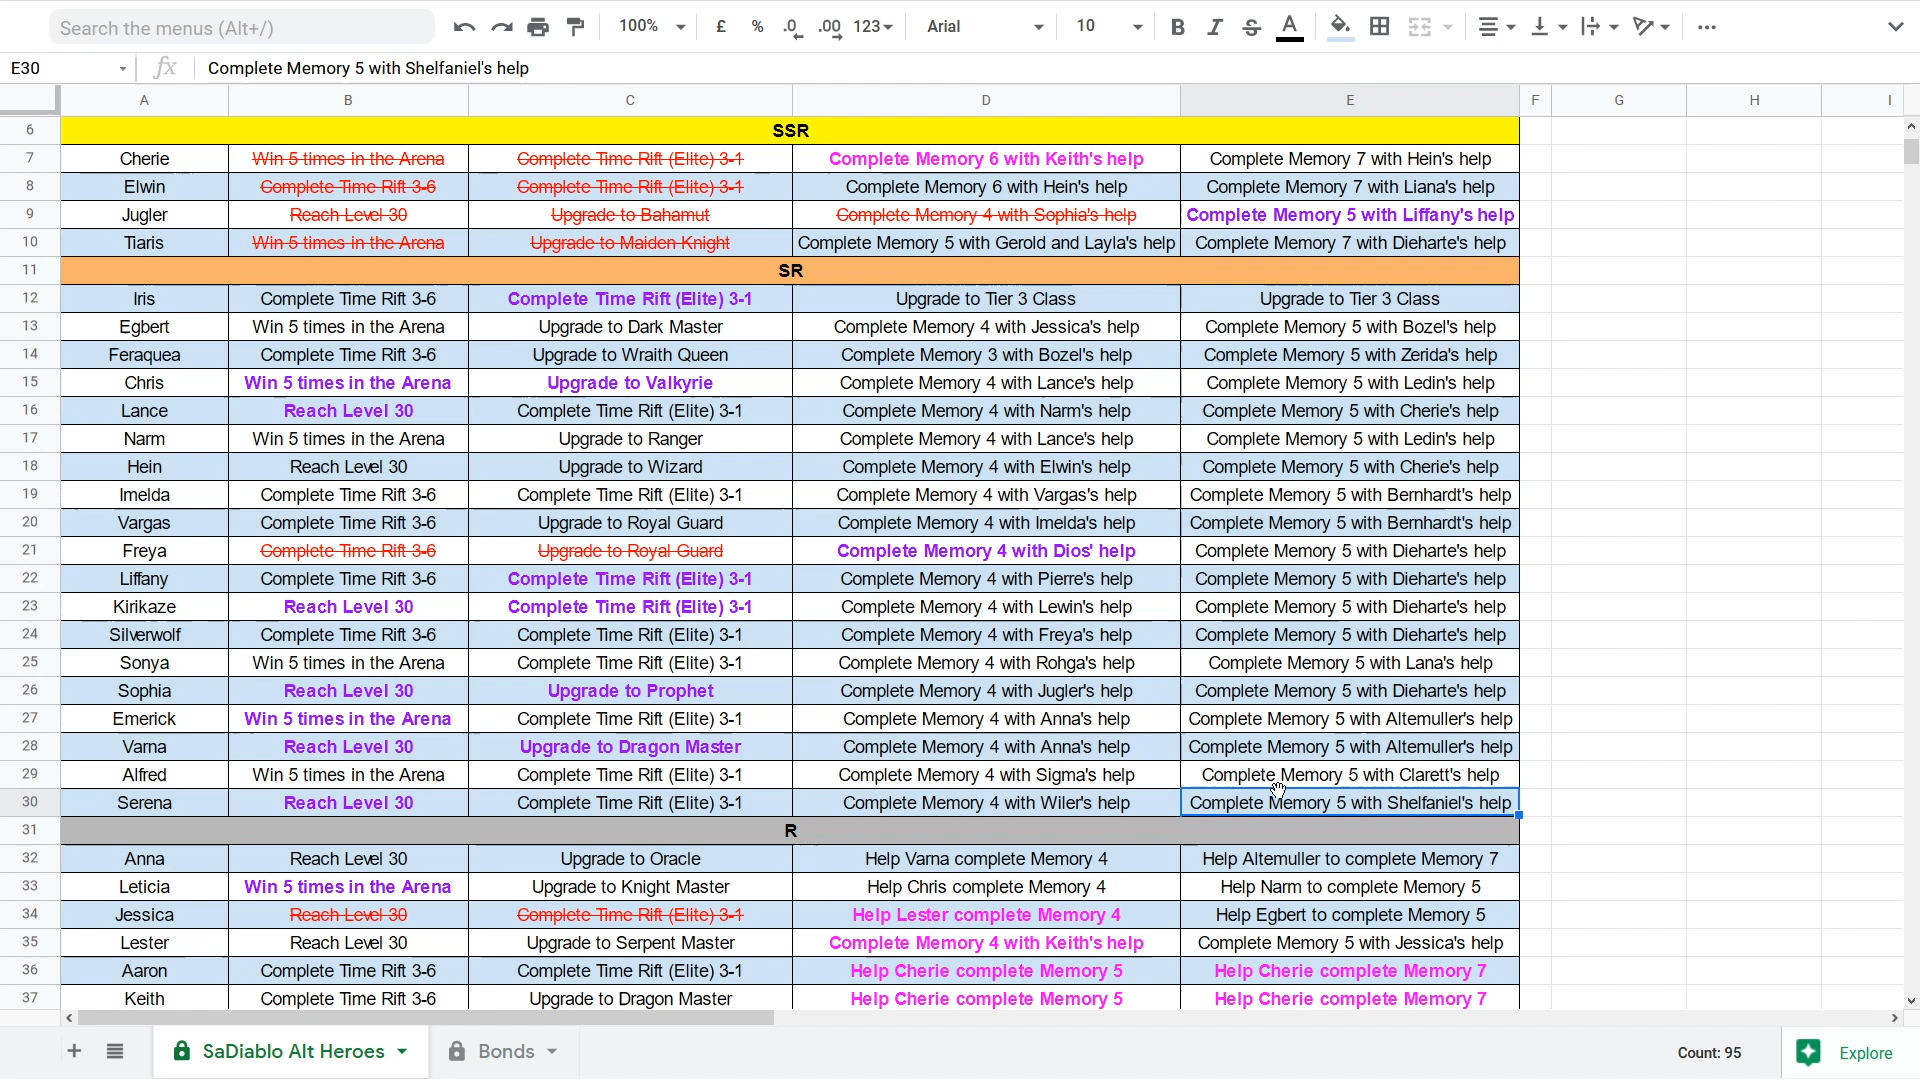 Search the menus (Alt+/)
100% £ % .0 .00 123 Arial 10 B I S A
E30 fx Complete Memory 5 with Shelfaniel's help
A B C D E F G H I
6 SSR
7 Cherie Win 5 times in the Arena Complete Time Rift (Elite) 3-1 Complete Memory 6 with Keith's help Complete Memory 7 with Hein's help
8 Elwin Complete Time Rift 3-6 Complete Time Rift (Elite) 3-1 Complete Memory 6 with Hein's help Complete Memory 7 with Liana's help
9 Jugler Reach Level 30 Upgrade to Bahamut Complete Memory 4 with Sophia's help Complete Memory 5 with Liffany's help
10 Tiaris Win 5 times in the Arena Upgrade to Maiden Knight Complete Memory 5 with Gerold and Layla's help Complete Memory 7 with Dieharte's help
11 SR
12 Iris Complete Time Rift 3-6 Complete Time Rift (Elite) 3-1 Upgrade to Tier 3 Class Upgrade to Tier 3 Class
13 Egbert Win 5 times in the Arena Upgrade to Dark Master Complete Memory 4 with Jessica's help Complete Memory 5 with Bozel's help
14 Feraquea Complete Time Rift 3-6 Upgrade to Wraith Queen Complete Memory 3 with Bozel's help Complete Memory 5 with Zerida's help
15 Chris Win 5 times in the Arena Upgrade to Valkyrie Complete Memory 4 with Lance's help Complete Memory 5 with Ledin's help
16 Lance Reach Level 30 Complete Time Rift (Elite) 3-1 Complete Memory 4 with Narm's help Complete Memory 5 with Cherie's help
17 Narm Win 5 times in the Arena Upgrade to Ranger Complete Memory 4 with Lance's help Complete Memory 5 with Ledin's help
18 Hein Reach Level 30 Upgrade to Wizard Complete Memory 4 with Elwin's help Complete Memory 5 with Cherie's help
19 Imelda Complete Time Rift 3-6 Complete Time Rift (Elite) 3-1 Complete Memory 4 with Vargas's help Complete Memory 5 with Bernhardt's help
20 Vargas Complete Time Rift 3-6 Upgrade to Royal Guard Complete Memory 4 with Imelda's help Complete Memory 5 with Bernhardt's help
21 Freya Complete Time Rift 3-6 Upgrade to Royal Guard Complete Memory 4 with Dios' help Complete Memory 5 with Dieharte's help
22 Liffany Complete Time Rift 3-6 Complete Time Rift (Elite) 3-1 Complete Memory 4 with Pierre's help Complete Memory 5 with Dieharte's help
23 Kirikaze Reach Level 30 Complete Time Rift (Elite) 3-1 Complete Memory 4 with Lewin's help Complete Memory 5 with Dieharte's help
24 Silverwolf Complete Time Rift 3-6 Complete Time Rift (Elite) 3-1 Complete Memory 4 with Freya's help Complete Memory 5 with Dieharte's help
25 Sonya Win 5 times in the Arena Complete Time Rift (Elite) 3-1 Complete Memory 4 with Rohga's help Complete Memory 5 with Lana's help
26 Sophia Reach Level 30 Upgrade to Prophet Complete Memory 4 with Jugler's help Complete Memory 5 with Dieharte's help
27 Emerick Win 5 times in the Arena Complete Time Rift (Elite) 3-1 Complete Memory 4 with Anna's help Complete Memory 5 with Altemuller's help
28 Varna Reach Level 30 Upgrade to Dragon Master Complete Memory 4 with Anna's help Complete Memory 5 with Altemuller's help
29 Alfred Win 5 times in the Arena Complete Time Rift (Elite) 3-1 Complete Memory 4 with Sigma's help Complete Memory 5 with Clarett's help
30 Serena Reach Level 30 Complete Time Rift (Elite) 3-1 Complete Memory 4 with Wiler's help Complete Memory 5 with Shelfaniel's help
31 R
32 Anna Reach Level 30 Upgrade to Oracle Help Varna complete Memory 4 Help Altemuller to complete Memory 7
33 Leticia Win 5 times in the Arena Upgrade to Knight Master Help Chris complete Memory 4 Help Narm to complete Memory 5
34 Jessica Reach Level 30 Complete Time Rift (Elite) 3-1 Help Lester complete Memory 4 Help Egbert to complete Memory 5
35 Lester Reach Level 30 Upgrade to Serpent Master Complete Memory 4 with Keith's help Complete Memory 5 with Jessica's help
36 Aaron Complete Time Rift 3-6 Complete Time Rift (Elite) 3-1 Help Cherie complete Memory 5 Help Cherie complete Memory 7
37 Keith Complete Time Rift 3-6 Upgrade to Dragon Master Help Cherie complete Memory 5 Help Cherie complete Memory 7
SaDiablo Alt Heroes Bonds Count: 95 Explore